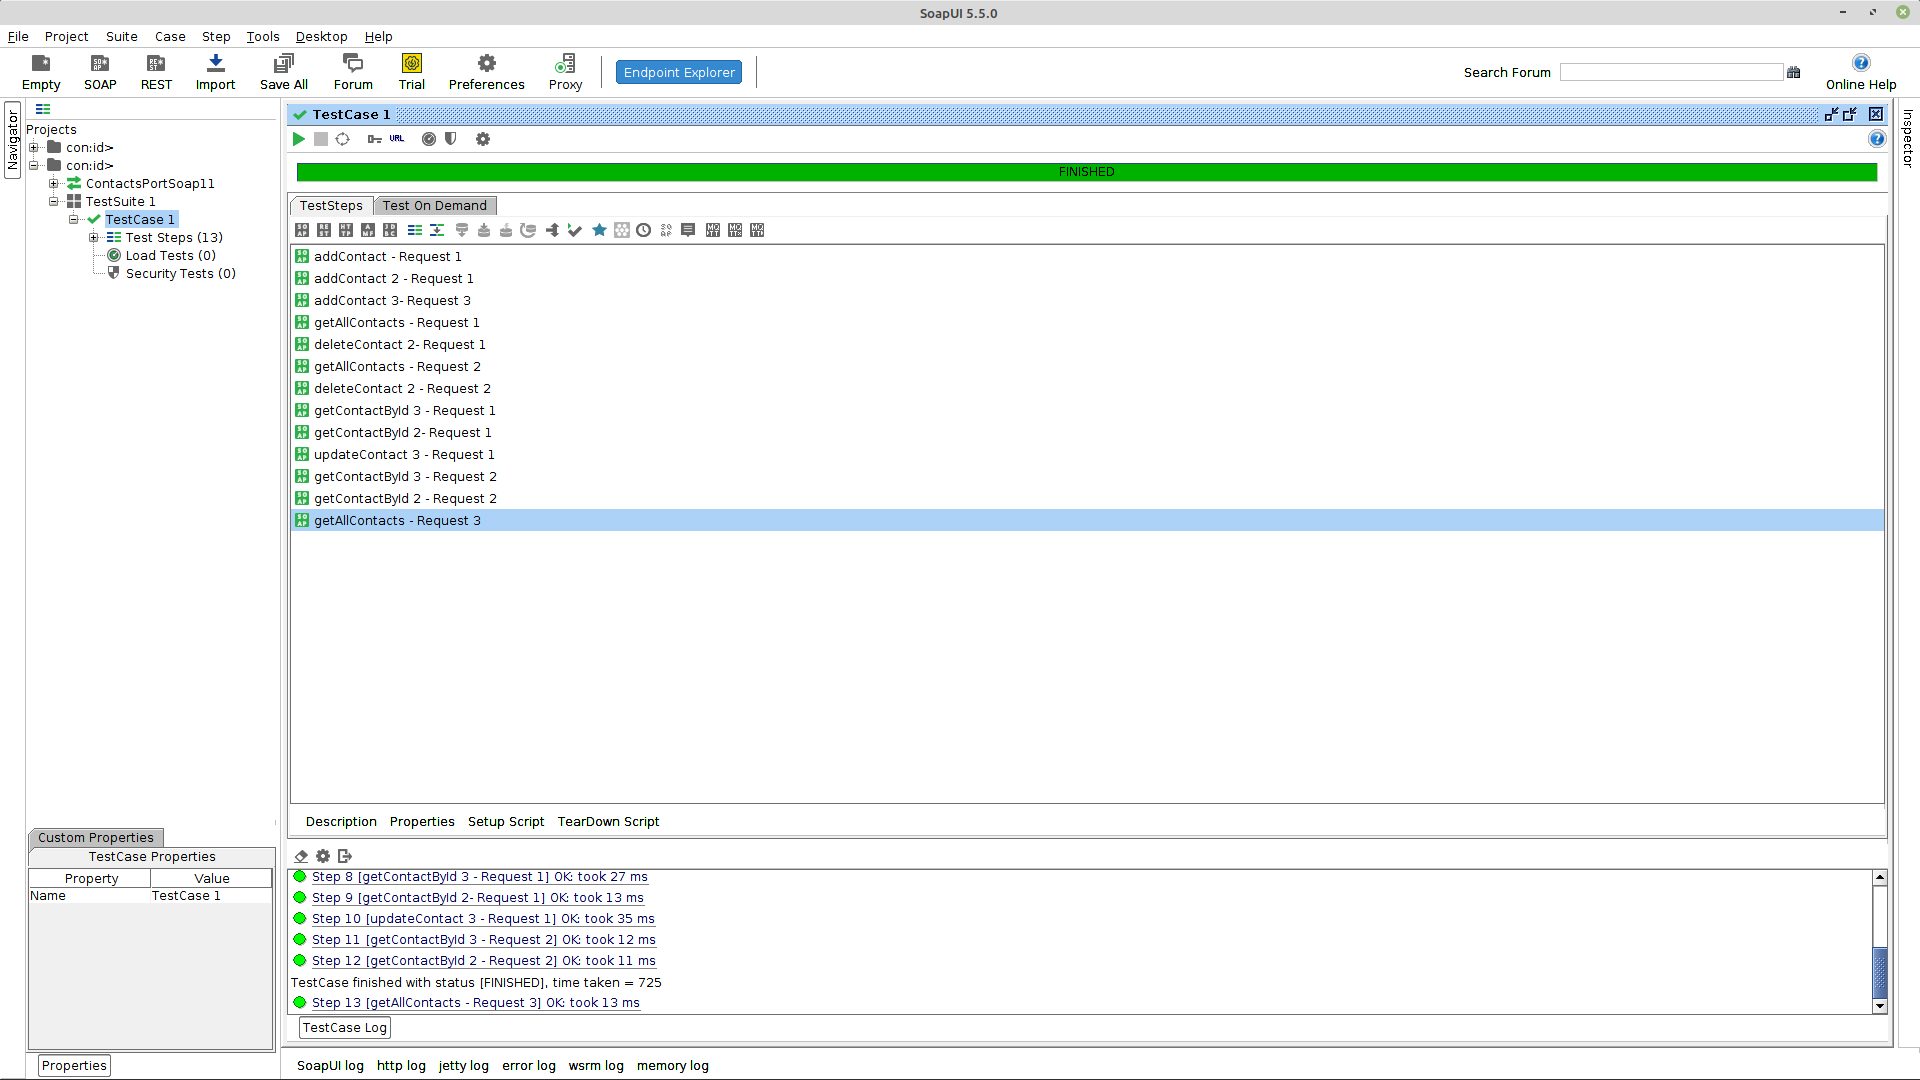 SoapUI 5.5.0
File Project Suite Case Step Tools Desktop Help
Empty SOAP REST Import Save All Forum Trial Preferences Proxy Endpoint Explorer Search Forum Online Help
Navigator
Projects
con:id>
con:id>
ContactsPortSoap11
TestSuite 1
TestCase 1
Test Steps (13)
Load Tests (0)
Security Tests (0)
Custom Properties
TestCase Properties
Property Value
Name TestCase 1
Properties
TestCase 1
URL
FINISHED
TestSteps Test On Demand
addContact - Request 1
addContact 2 - Request 1
addContact 3- Request 3
getAllContacts - Request 1
deleteContact 2- Request 1
getAllContacts - Request 2
deleteContact 2 - Request 2
getContactById 3 - Request 1
getContactById 2- Request 1
updateContact 3 - Request 1
getContactById 3 - Request 2
getContactById 2 - Request 2
getAllContacts - Request 3
Description Properties Setup Script TearDown Script
Step 8 [getContactById 3 - Request 1] OK: took 27 ms
Step 9 [getContactById 2- Request 1] OK: took 13 ms
Step 10 [updateContact 3 - Request 1] OK: took 35 ms
Step 11 [getContactById 3 - Request 2] OK: took 12 ms
Step 12 [getContactById 2 - Request 2] OK: took 11 ms
TestCase finished with status [FINISHED], time taken = 725
Step 13 [getAllContacts - Request 3] OK: took 13 ms
TestCase Log
SoapUI log http log jetty log error log wsrm log memory log
Inspector